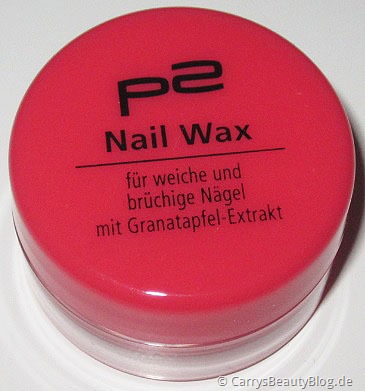 p2
Nail Wax
für weiche und
brüchige Nägel
mit Granatapfel-Extrakt
© CarrysBeautyBlog.de